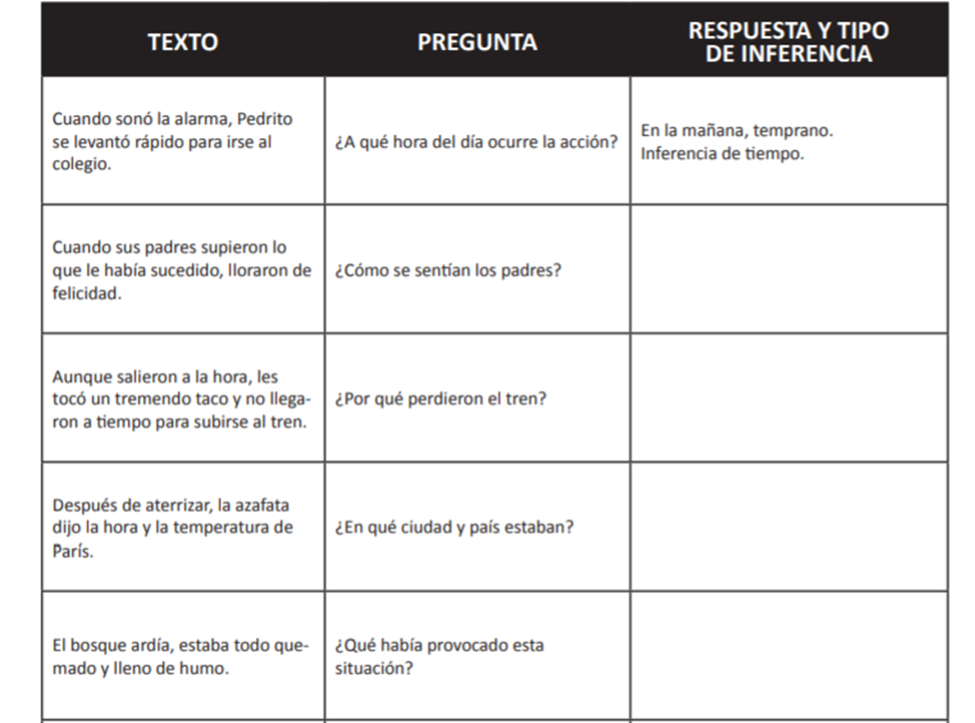 TEXTO
PREGUNTA
RESPUESTA Y TIPO
DE INFERENCIA
Cuando sonó la alarma, Pedrito
se levantó rápido para irse al
colegio.
¿A qué hora del día ocurre la acción?
En la mañana, temprano.
Inferencia de tiempo.
Cuando sus padres supieron lo
que le había sucedido, lloraron de
felicidad.
¿Cómo se sentían los padres?
Aunque salieron a la hora, les
tocó un tremendo taco y no llega-
ron a tiempo para subirse al tren.
¿Por qué perdieron el tren?
Después de aterrizar, la azafata
dijo la hora y la temperatura de
París.
¿En qué ciudad y país estaban?
El bosque ardía, estaba todo que-
mado y lleno de humo.
¿Qué había provocado esta
situación?